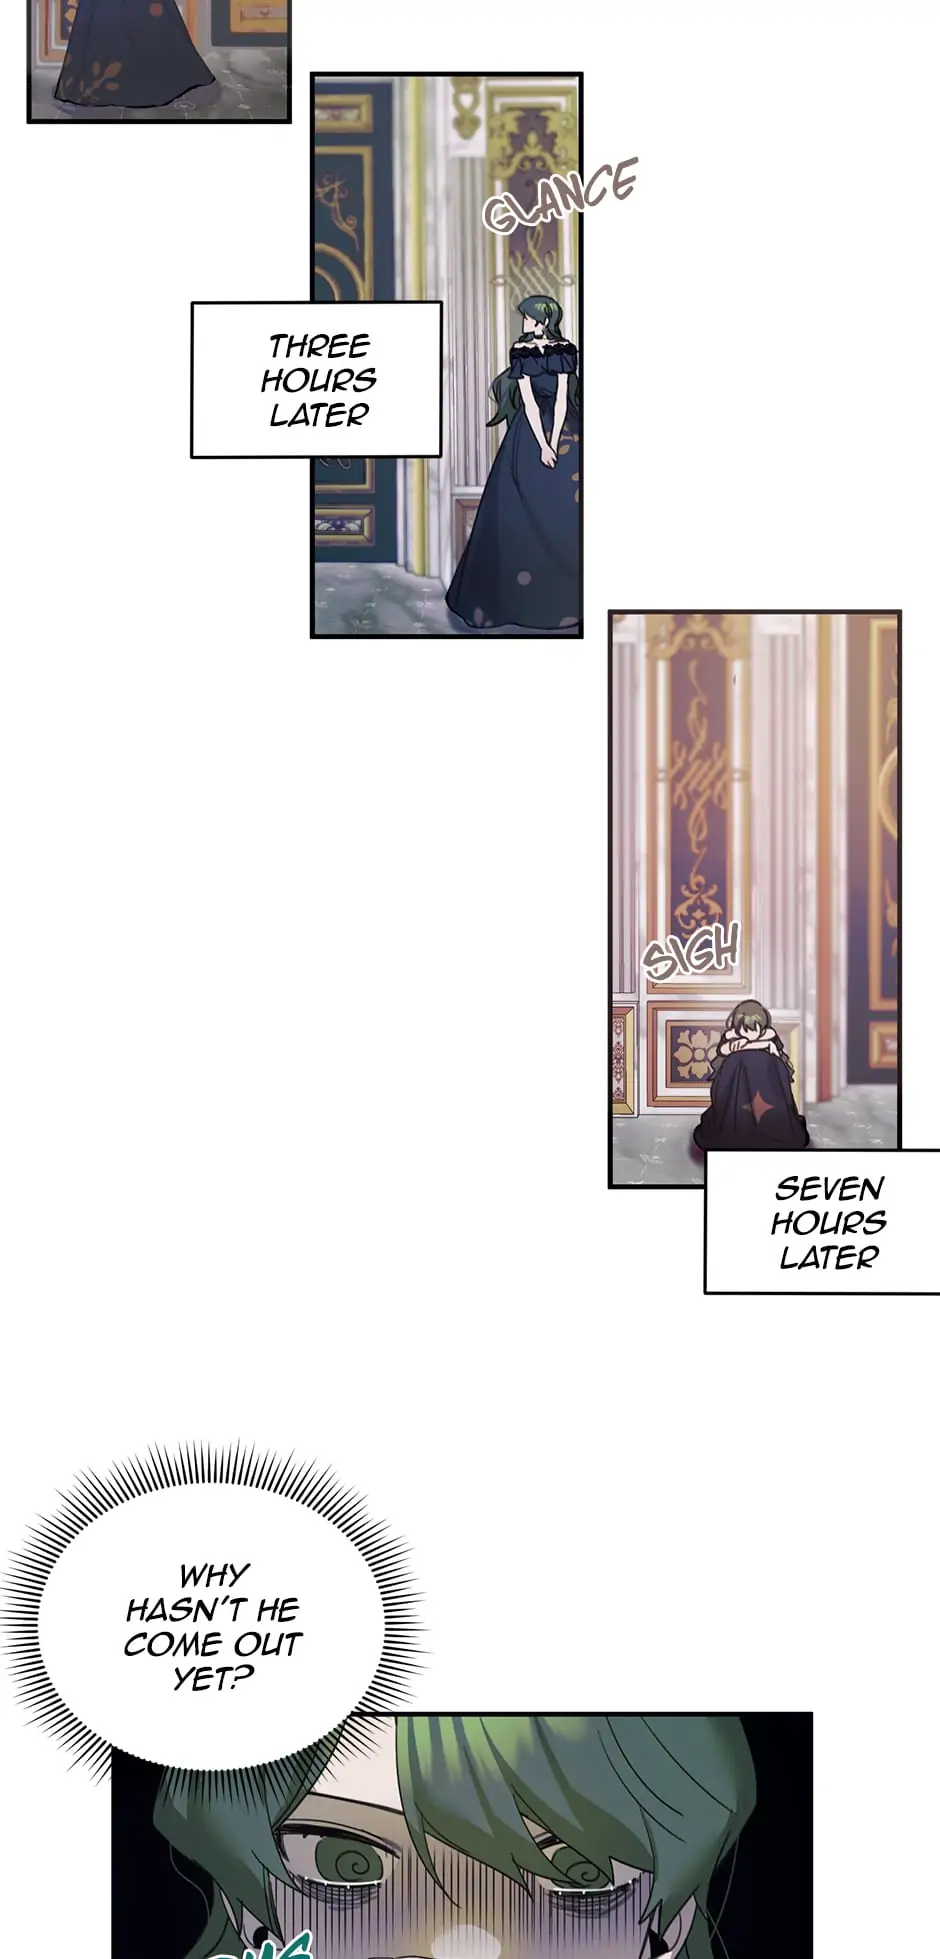 GLANCE
THREE
HOURS
LATER
SIGH
SEVEN
HOURS
LATER
WHY
HASN'T HE
COME OUT
YET?